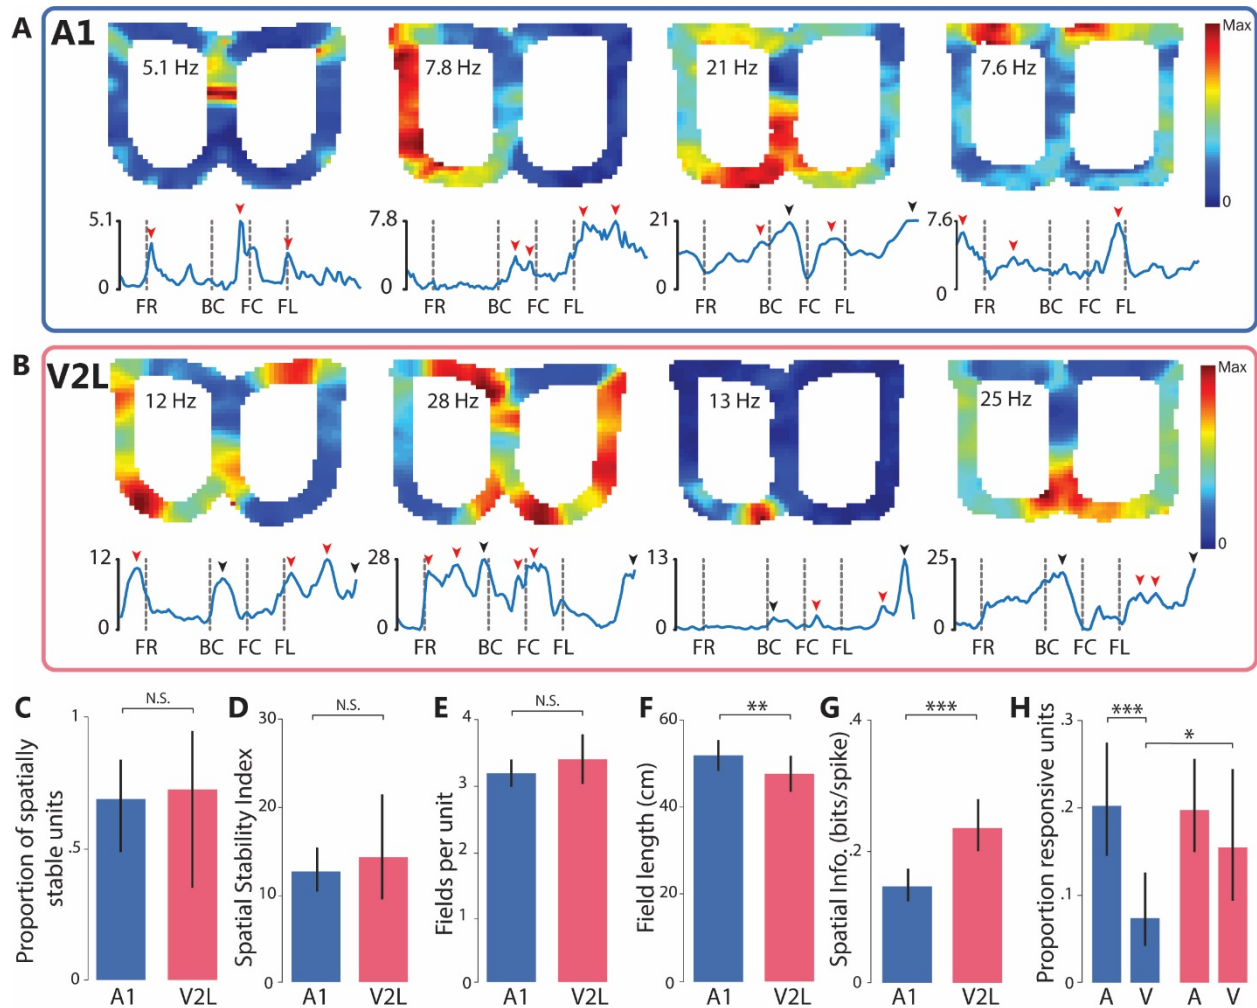 A
A1
5.1 Hz
7.8 Hz
21 Hz
7.6 Hz
Max
0
5.1
0
FR
BC
FC
FL
7.8
0
FR
BC
FC
FL
21
0
FR
BC
FC
FL
7.6
0
FR
BC
FC
FL
B
V2L
12 Hz
28 Hz
13 Hz
25 Hz
Max
0
12
0
FR
BC
FC
FL
28
0
FR
BC
FC
FL
13
0
FR
BC
FC
FL
25
0
FR
BC
FC
FL
C
N.S.
Proportion of spatially
stable units
1
.5
0
A1
V2L
D
N.S.
Spatial Stability Index
30
20
10
0
A1
V2L
E
N.S.
Fields per unit
4
3
2
1
0
A1
V2L
F
**
Field length (cm)
60
40
20
0
A1
V2L
G
***
Spatial Info. (bits/spike)
.4
.2
0
A1
V2L
H
***
*
Proportion responsive units
.3
.2
0.1
0
A
V
A
V